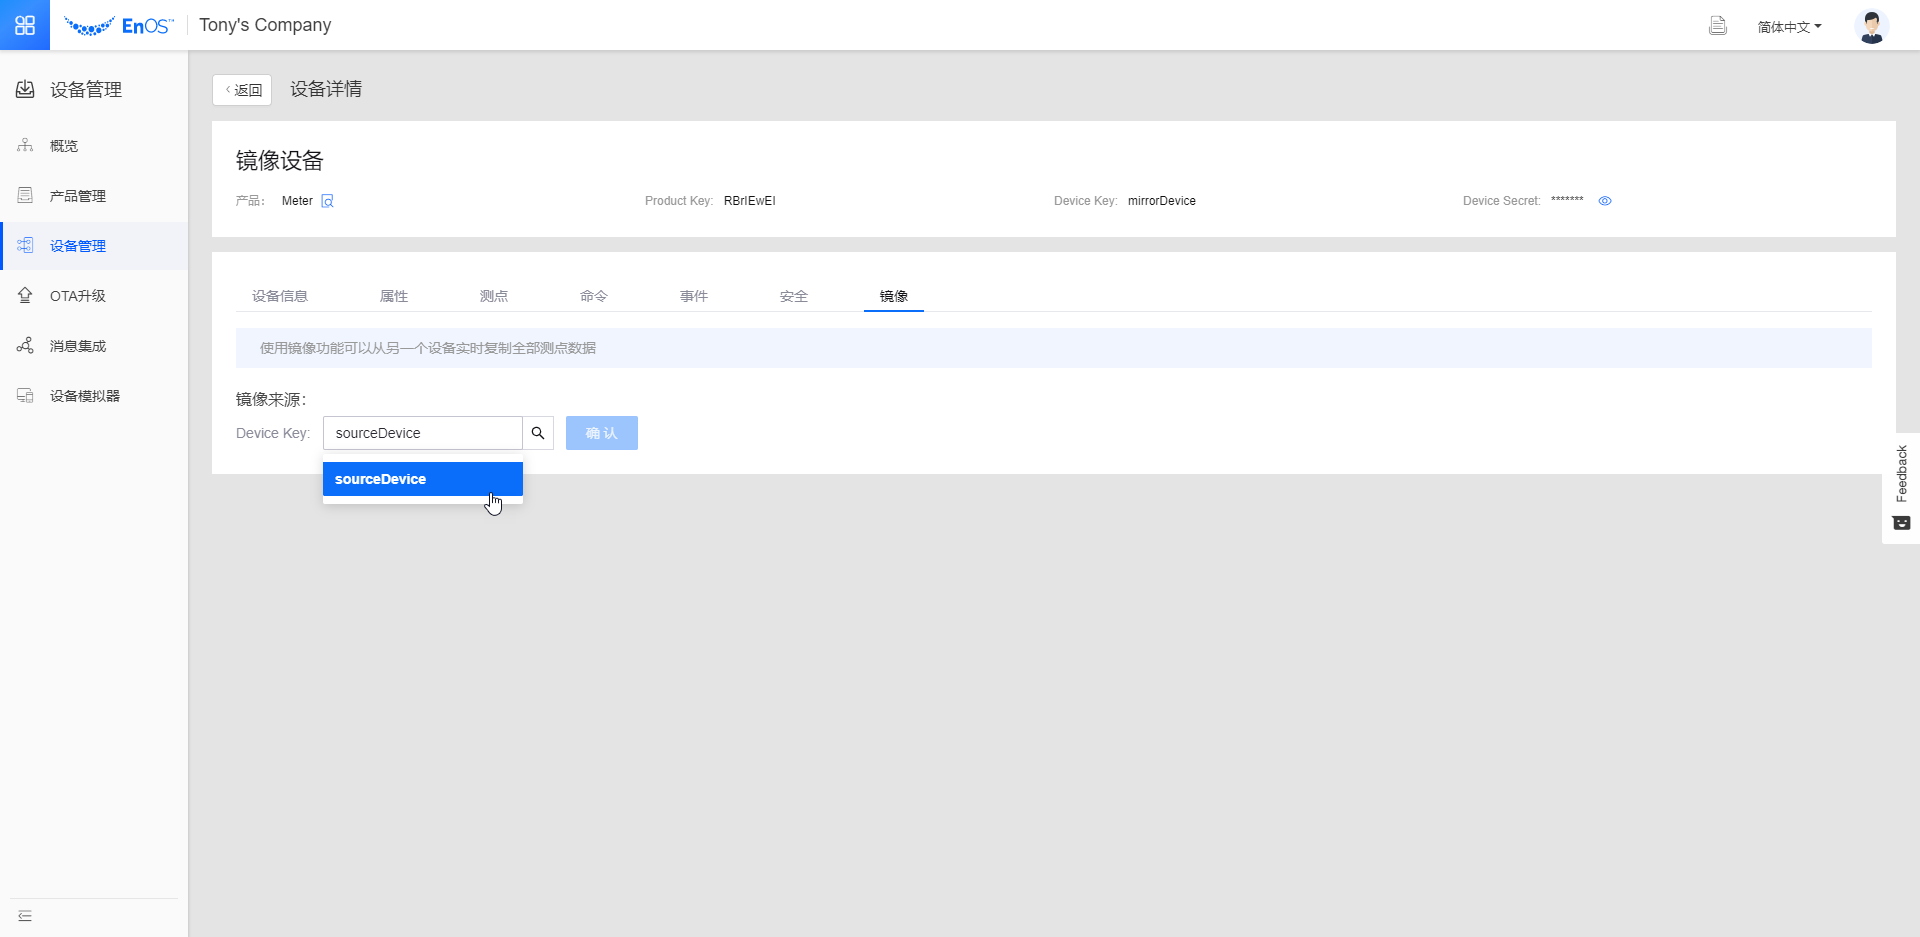 EnOS™
Tony's Company
简体中文
设备管理
概览
产品管理
设备管理
OTA升级
消息集成
设备模拟器
返回
设备详情
镜像设备
产品： Meter
Product Key: RBrIEwEI
Device Key: mirrorDevice
Device Secret: *******
设备信息 属性 测点 命令 事件 安全 镜像
使用镜像功能可以从另一个设备实时复制全部测点数据
镜像来源：
Device Key: sourceDevice 确认
sourceDevice
Feedback